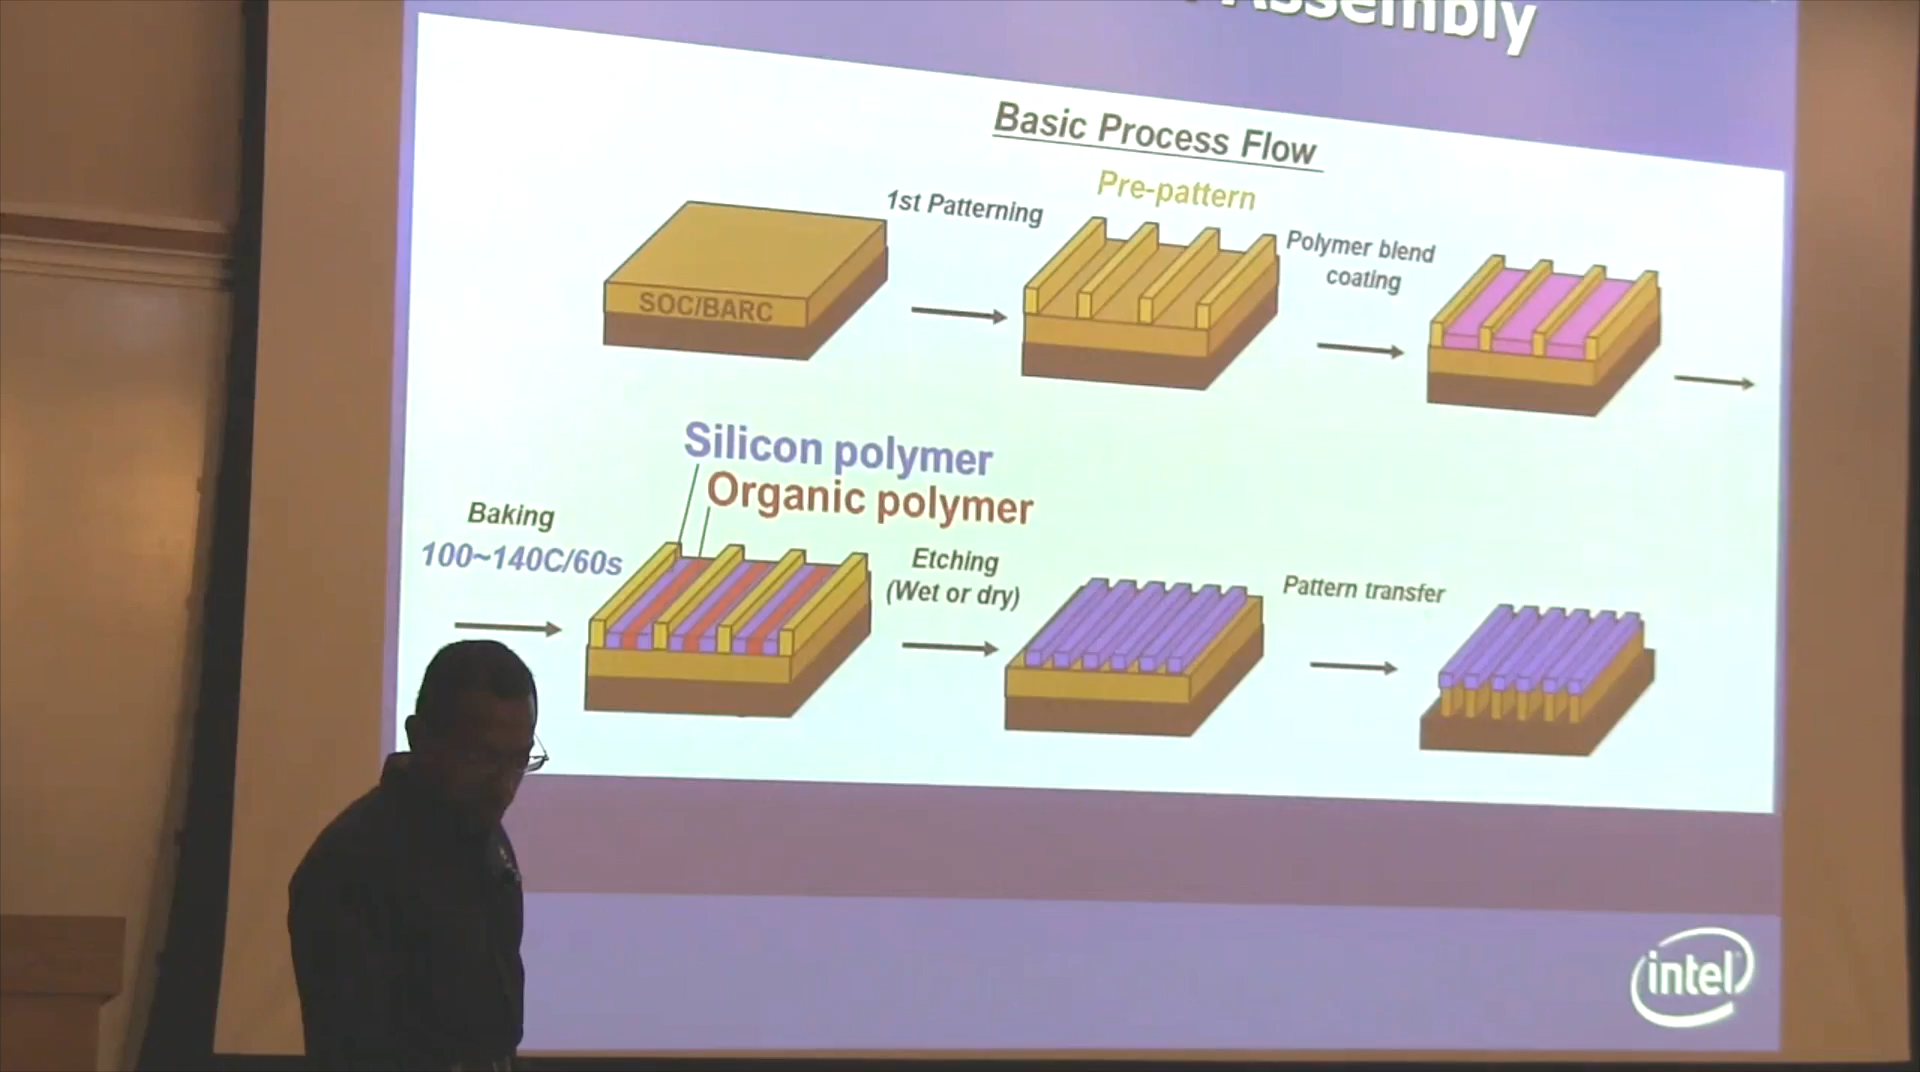 Assembly
Basic Process Flow
Pre-pattern
1st Patterning
Polymer blend
coating
SOC/BARC
Silicon polymer
Organic polymer
Baking
100~140C/60s
Etching
(Wet or dry)
Pattern transfer
intel